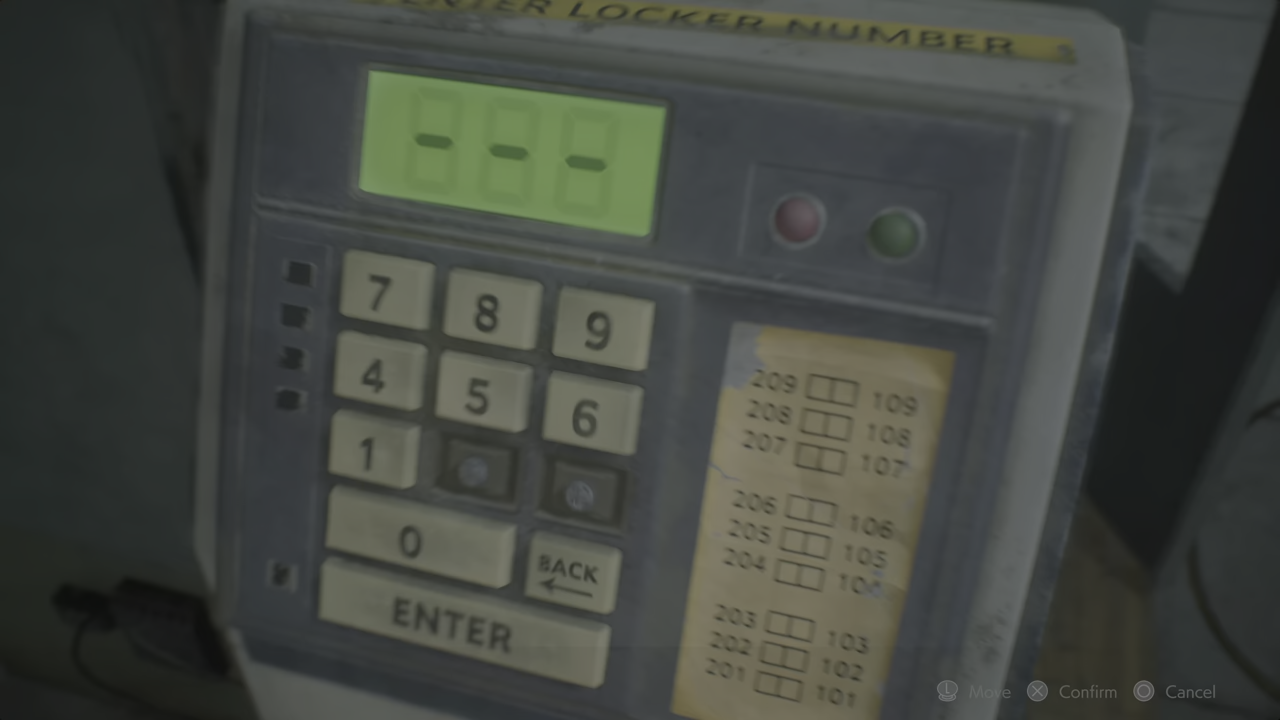 ENTER LOCKER NUMBER
---
7 8 9
4 5 6
1
0 BACK
ENTER
209 109
208 108
207 107
206 106
205 105
204 104
203 103
202 102
201 101
Move Confirm Cancel